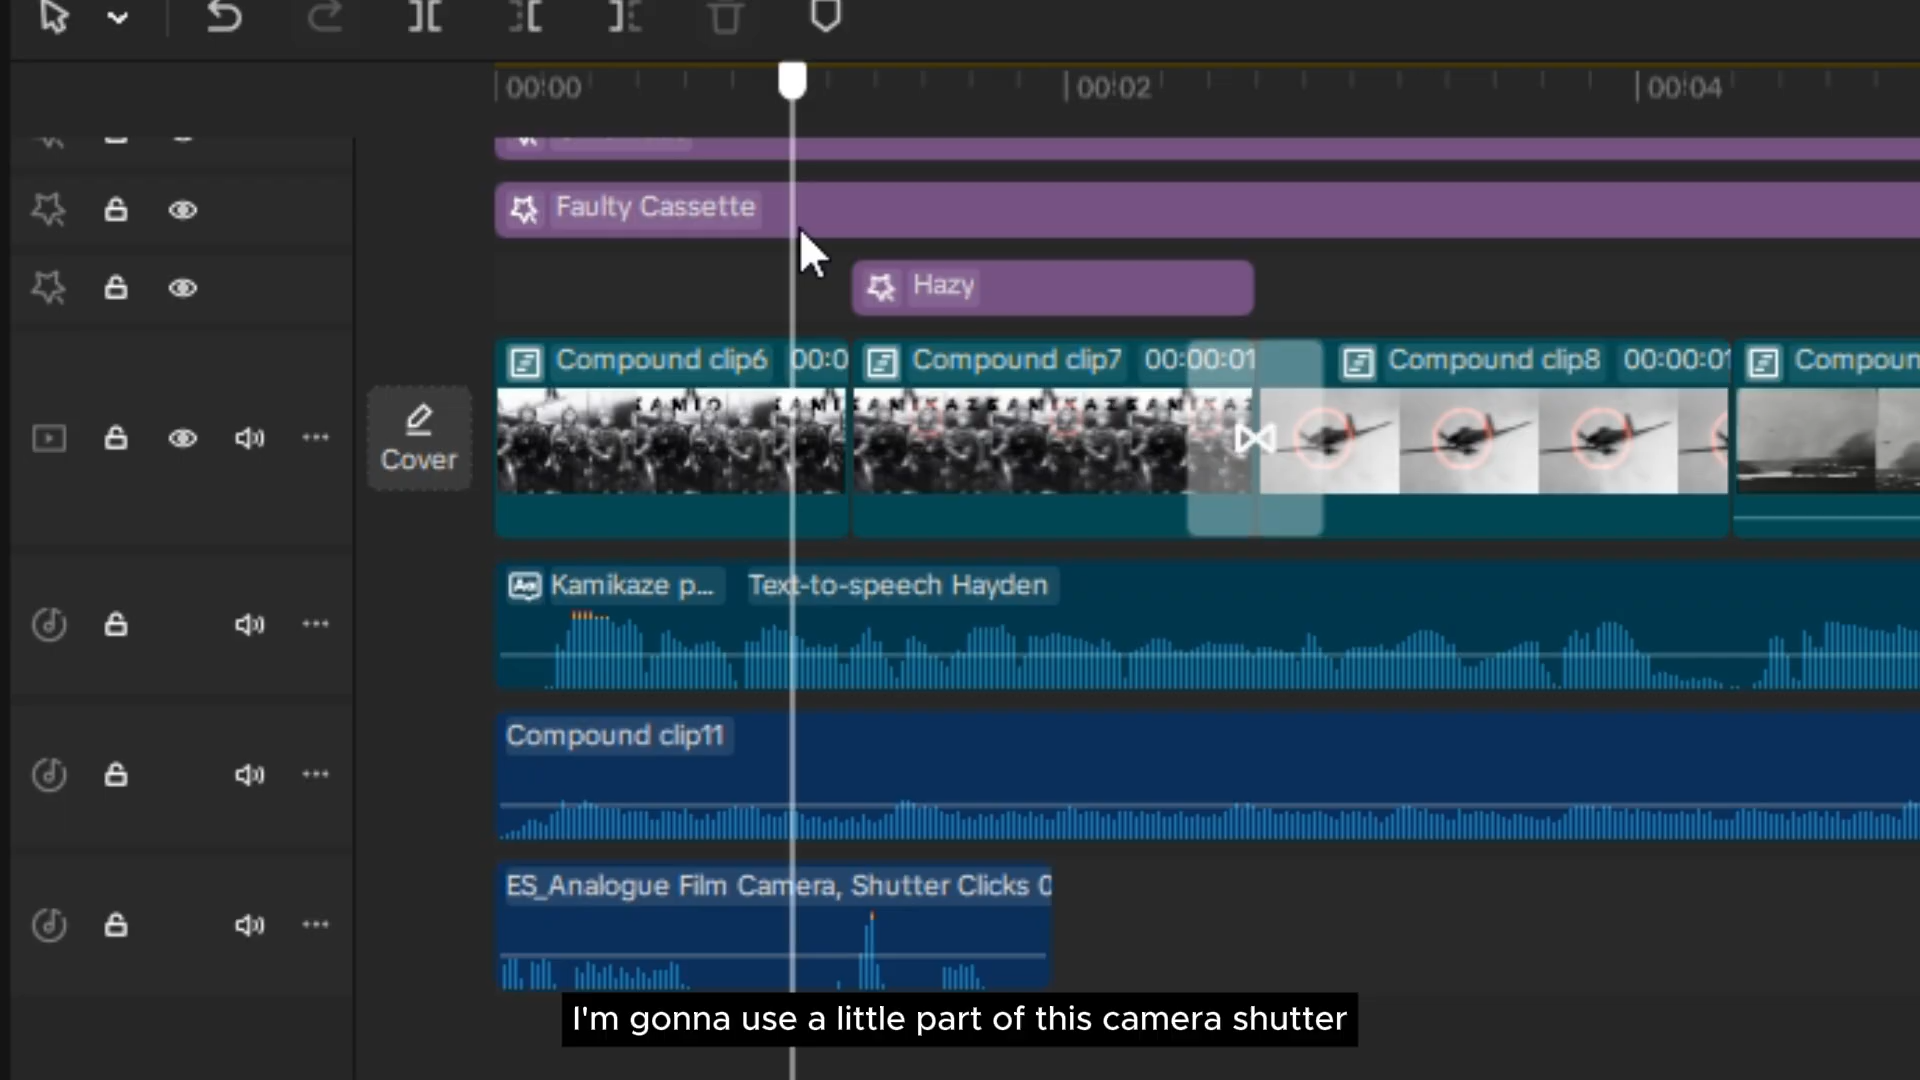 00:00
00:02
00:04
Faulty Cassette
Hazy
Compound clip6 00:0
Compound clip7 00:00:01
Compound clip8 00:00:01
Compoun
Cover
Kamikaze p... Text-to-speech Hayden
Compound clip11
ES_Analogue Film Camera, Shutter Clicks 0
I'm gonna use a little part of this camera shutter